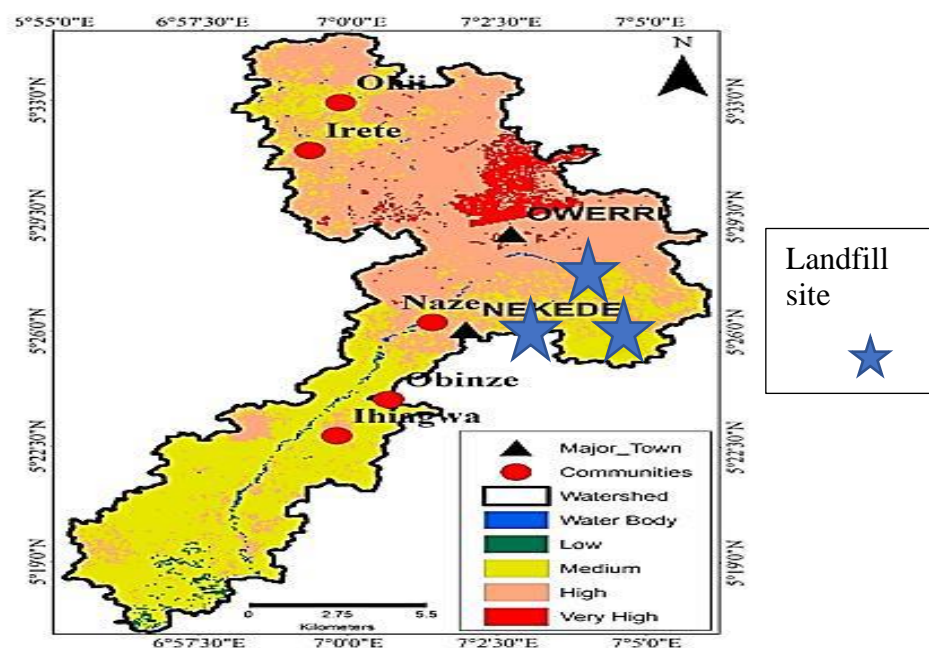 5°55'0"E 6°57'30"E 7°0'0"E 7°2'30"E 7°5'0"E
N
5°33'0"N 5°33'0"N
Ohii
Irete
5°29'30"N 5°29'30"N
OWERRI
Landfill
site
Naze NEKEDE
5°26'0"N 5°26'0"N
Obinze
Ihingwa
5°22'30"N 5°22'30"N
Major_Town
Communities
Watershed
Water Body
Low
Medium
High
Very High
5°19'0"N 5°19'0"N
0 2.75 5.5
Kilometers
6°57'30"E 7°0'0"E 7°2'30"E 7°5'0"E